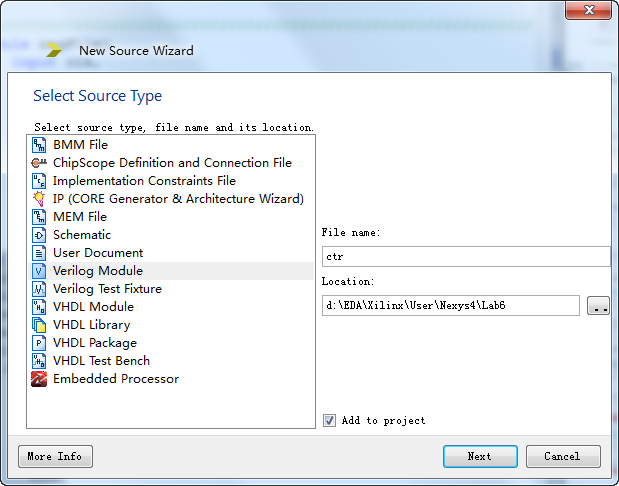 New Source Wizard
Select Source Type
Select source type, file name and its location.
BMM File
ChipScope Definition and Connection File
Implementation Constraints File
IP (CORE Generator & Architecture Wizard)
MEM File
Schematic
User Document
Verilog Module
Verilog Test Fixture
VHDL Module
VHDL Library
VHDL Package
VHDL Test Bench
Embedded Processor
File name:
ctr
Location:
d:\EDA\Xilinx\User\Nexys4\Lab6
..
Add to project
More Info
Next
Cancel